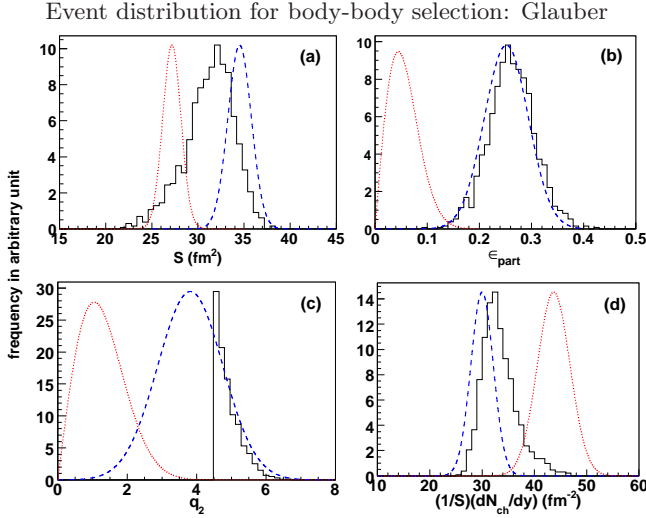 Event distribution for body-body selection: Glauber
frequency in arbitrary unit
(a)
10
8
6
4
2
0
15 20 25 30 35 40 45
S (fm²)
(b)
10
8
6
4
2
0
0 0.1 0.2 0.3 0.4 0.5
∈part
(c)
30
25
20
15
10
5
0
0 2 4 6 8
q₂
(d)
14
12
10
8
6
4
2
0
10 20 30 40 50 60
(1/S)(dNch/dy) (fm⁻²)